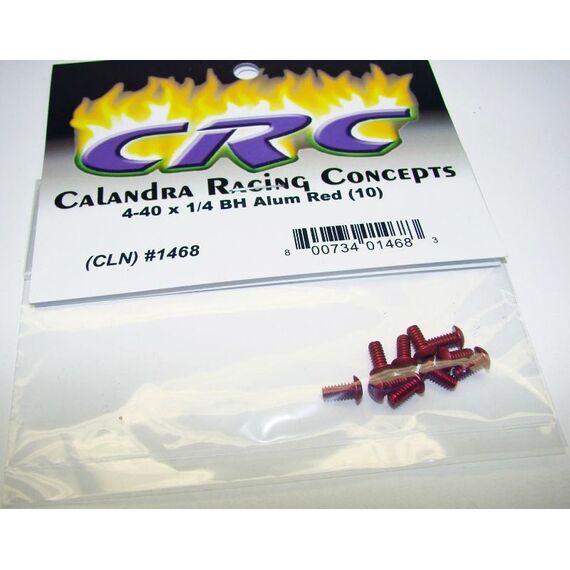 CRC
Calandra Racing Concepts
4-40 x 1/4 BH Alum Red (10)
(CLN) #1468
8 00734 01468 3